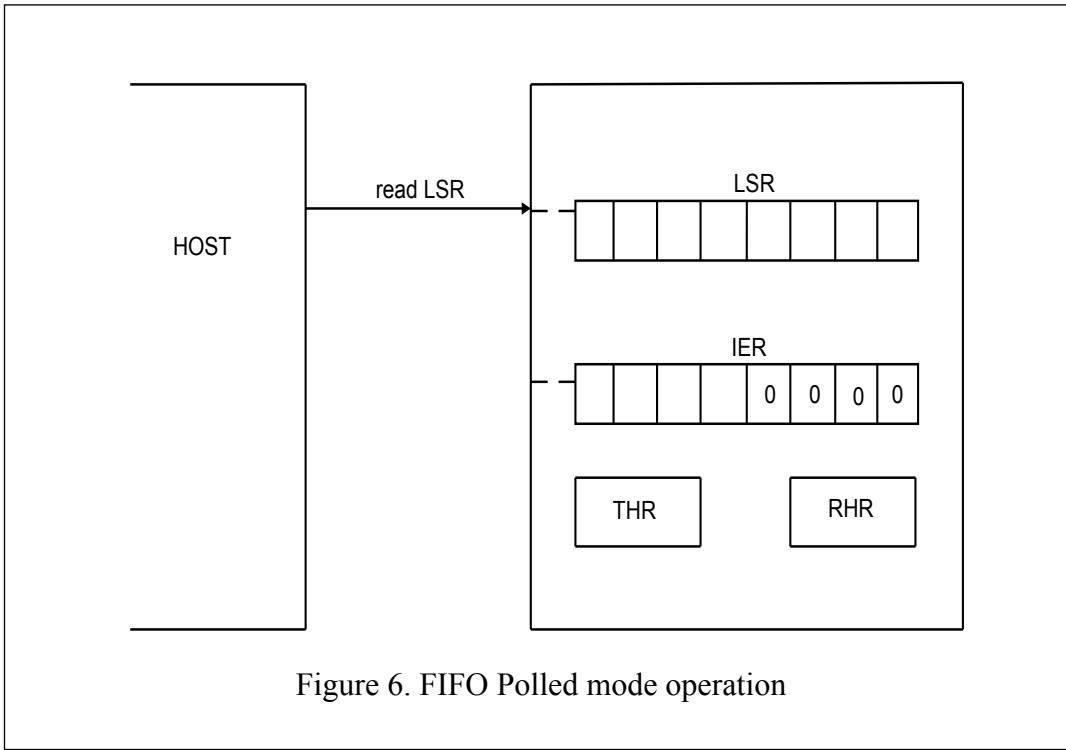 read LSR
LSR
HOST
IER
0 0 0 0
THR RHR
Figure 6. FIFO Polled mode operation